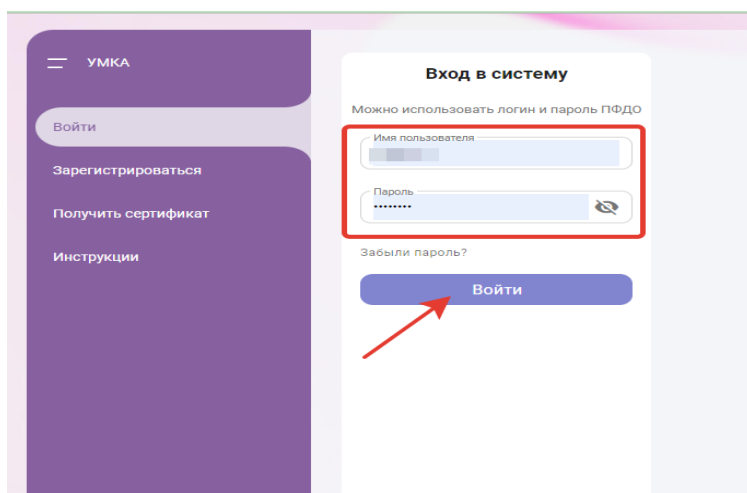 УМКА
Войти
Зарегистрироваться
Получить сертификат
Инструкции
Вход в систему
Можно использовать логин и пароль ПФДО
Имя пользователя
Пароль
••••••••
Забыли пароль?
Войти